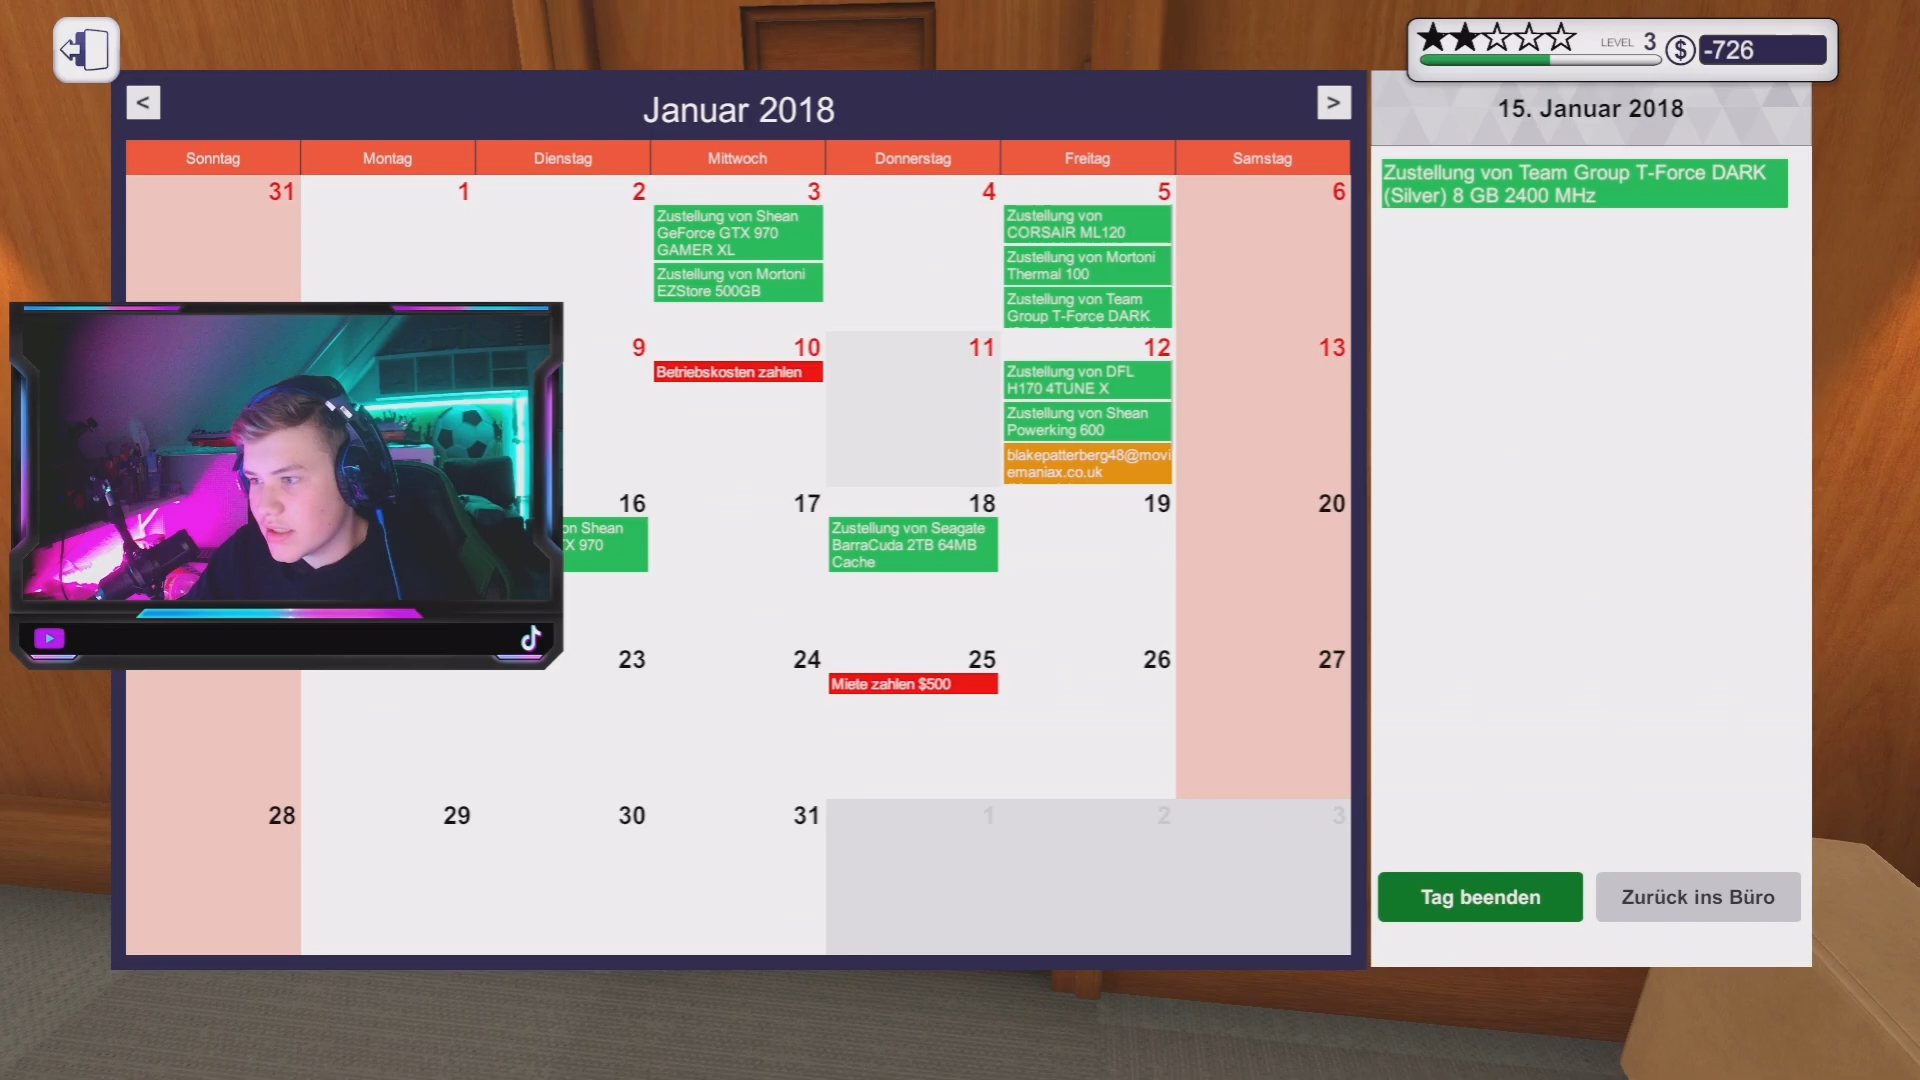 LEVEL 3
$ -726
<
Januar 2018
>
15. Januar 2018
Sonntag
Montag
Dienstag
Mittwoch
Donnerstag
Freitag
Samstag
Zustellung von Team Group T-Force DARK
(Silver) 8 GB 2400 MHz
31
1
2
3
4
5
6
Zustellung von Shean
GeForce GTX 970
GAMER XL
Zustellung von Mortoni
EZStore 500GB
Zustellung von
CORSAIR ML120
Zustellung von Mortoni
Thermal 100
Zustellung von Team
Group T-Force DARK
9
10
11
12
13
Betriebskosten zahlen
Zustellung von DFL
H170 4TUNE X
Zustellung von Shean
Powerking 600
blakepatterberg48@movi
emaniax.co.uk
16
17
18
19
20
on Shean
X 970
Zustellung von Seagate
BarraCuda 2TB 64MB
Cache
23
24
25
26
27
Miete zahlen $500
28
29
30
31
1
2
3
Tag beenden
Zurück ins Büro